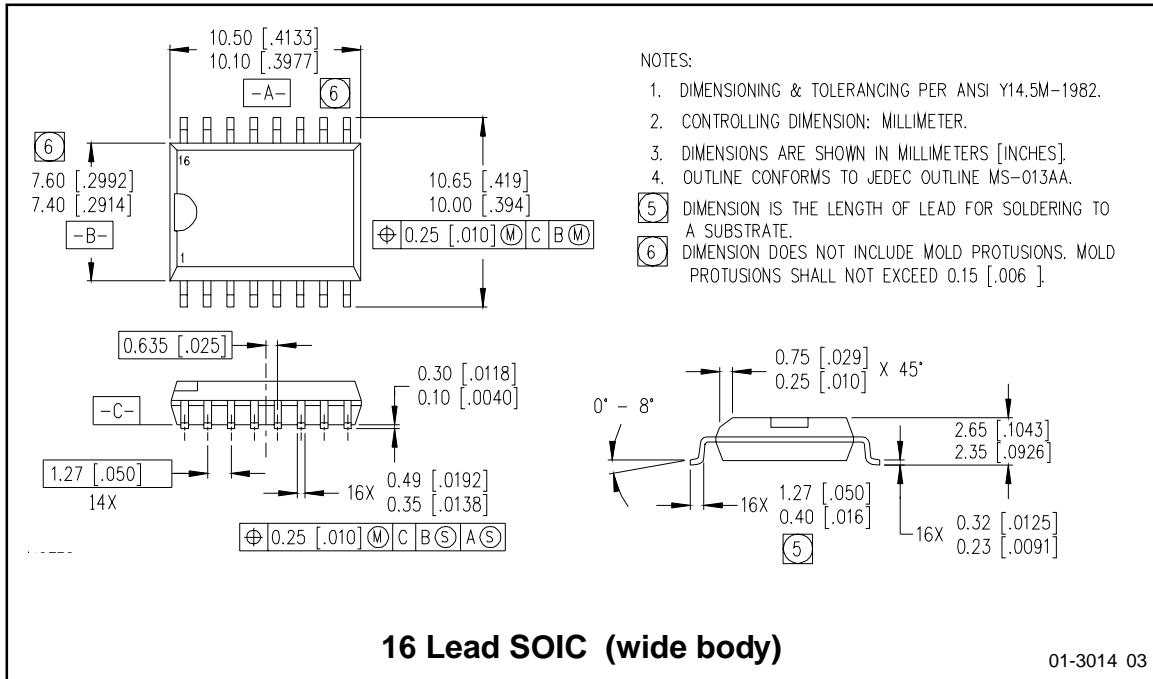 10.50 [.4133]
10.10 [.3977]
-A-
6
6
7.60 [.2992]
7.40 [.2914]
-B-
16
1
10.65 [.419]
10.00 [.394]
⌖ 0.25 [.010] Ⓜ C B Ⓜ
NOTES:
1. DIMENSIONING & TOLERANCING PER ANSI Y14.5M-1982.
2. CONTROLLING DIMENSION: MILLIMETER.
3. DIMENSIONS ARE SHOWN IN MILLIMETERS [INCHES].
4. OUTLINE CONFORMS TO JEDEC OUTLINE MS-013AA.
5 DIMENSION IS THE LENGTH OF LEAD FOR SOLDERING TO
A SUBSTRATE.
6 DIMENSION DOES NOT INCLUDE MOLD PROTUSIONS. MOLD
PROTUSIONS SHALL NOT EXCEED 0.15 [.006 ].
0.635 [.025]
-C-
0.30 [.0118]
0.10 [.0040]
1.27 [.050]
14X
16X 0.49 [.0192]
0.35 [.0138]
⌖ 0.25 [.010] Ⓜ C B Ⓢ A Ⓢ
0.75 [.029]
0.25 [.010] X 45°
0° - 8°
2.65 [.1043]
2.35 [.0926]
16X 1.27 [.050]
0.40 [.016]
5
16X 0.32 [.0125]
0.23 [.0091]
16 Lead SOIC (wide body)
01-3014 03